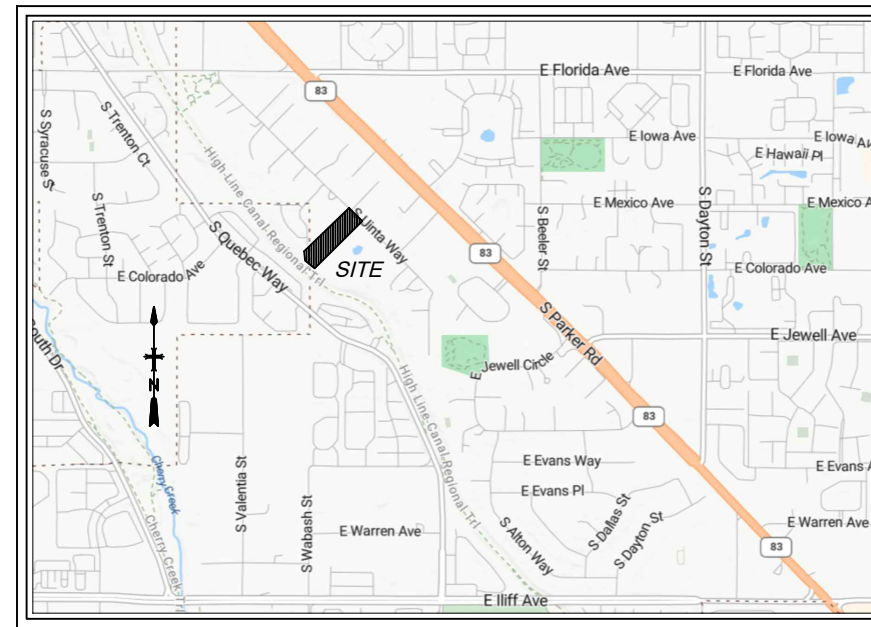 E Florida Ave
E Florida Ave
83
S Trenton Ct
S Syracuse S
E Iowa Ave
E Iowa Av
E Hawaii Pl
High Line Canal Regional Trl
S Trenton St
S Uinta Way
E Mexico Ave
E Mexico A
S Dayton St
S Quebec Way
S Beeler St
83
SITE
E Colorado Ave
E Colorado Ave
S Parker Rd
N
outh Dr
E Jewell Ave
E Jewell Circle
High Line Canal Regional Trl
83
S Valentia St
Cherry Creek
E Evans Way
E Evans A
E Evans Pl
S Wabash St
S Dallas St
S Dayton St
E Warren Ave
E Warren Ave
S Alton Way
83
Cherry Creek Trl
E Iliff Ave